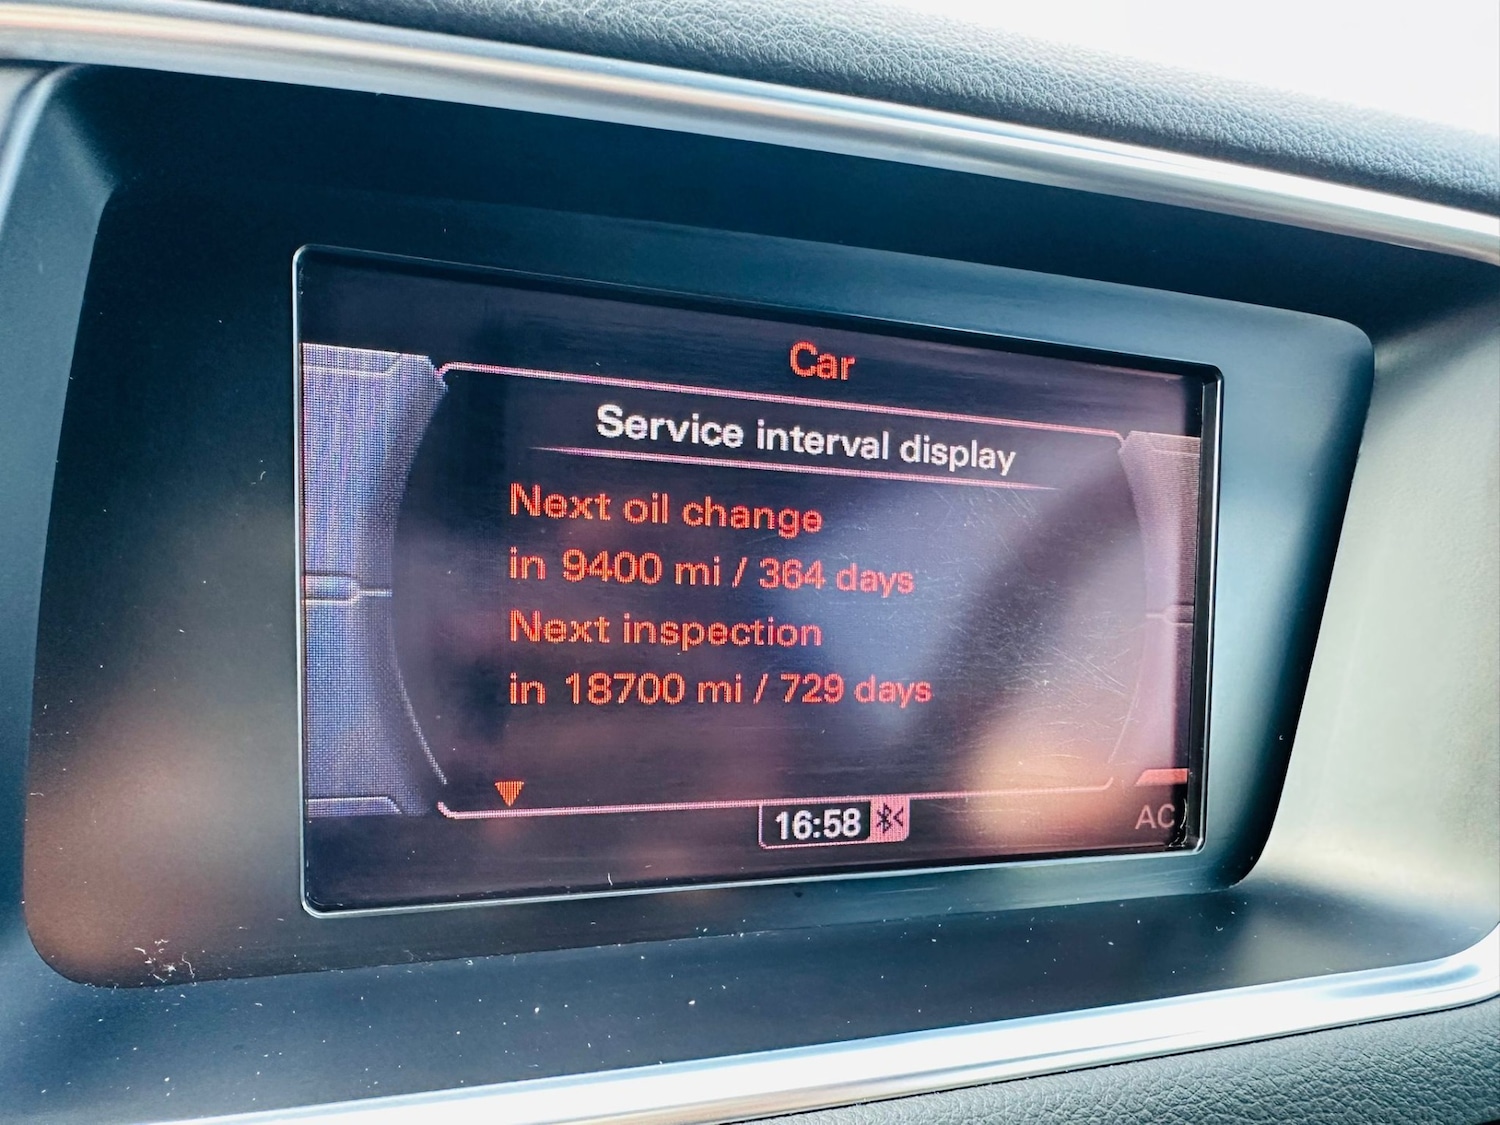 Car
Service interval display
Next oil change
in 9400 mi / 364 days
Next inspection
in 18700 mi / 729 days
16:58
AC